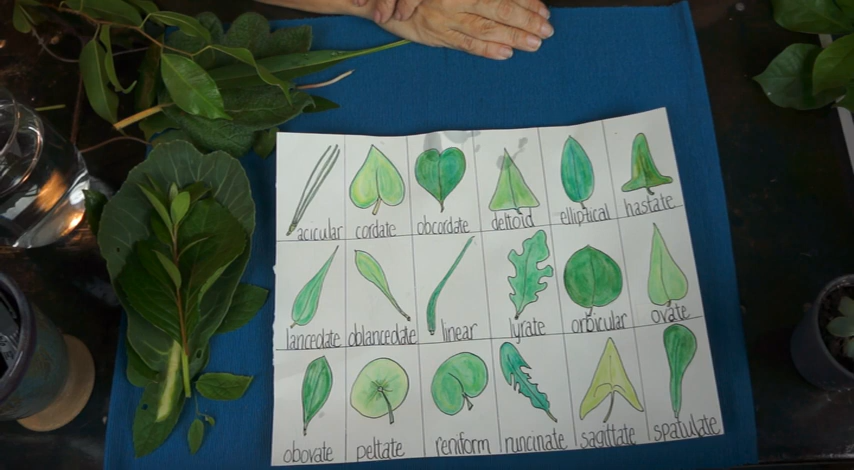 acicular cordate obcordate deltoid elliptical hastate
lanceolate oblanceolate linear lyrate orbicular ovate
obovate peltate reniform runcinate sagittate spatulate